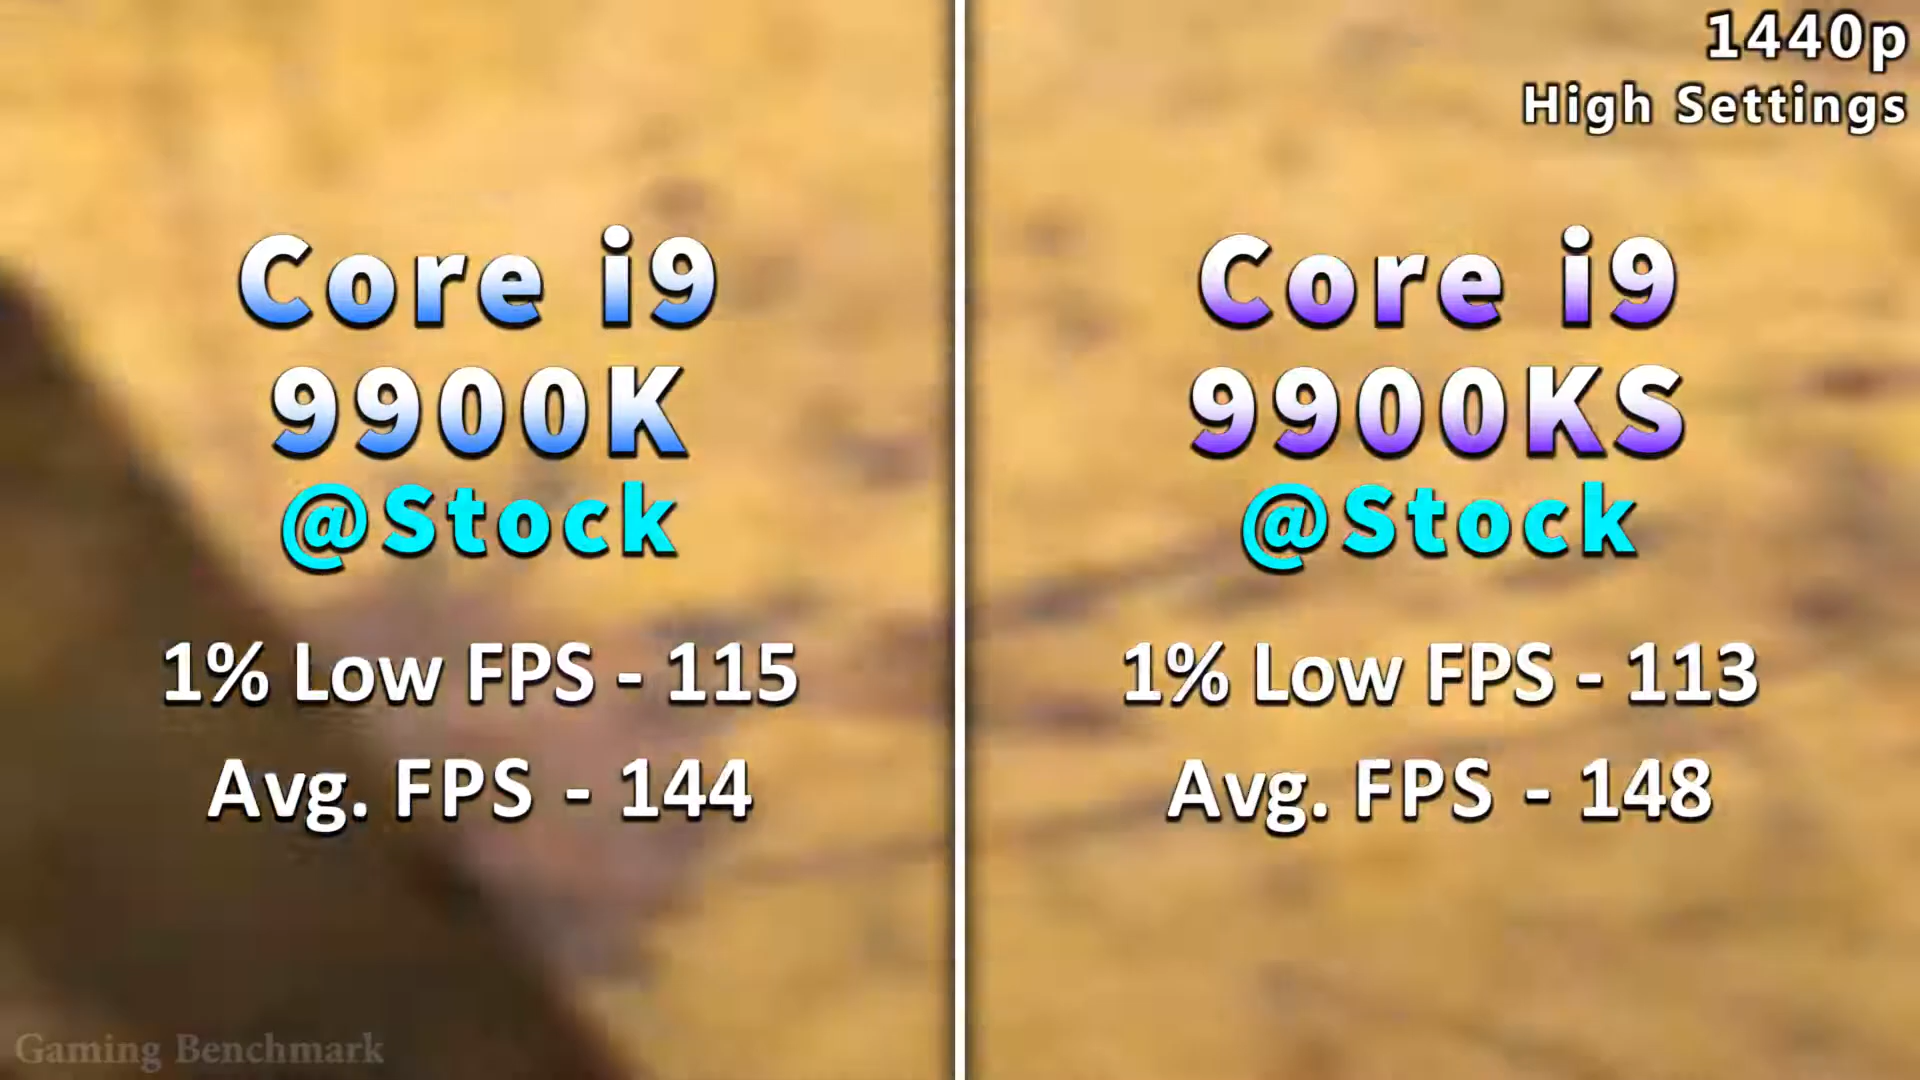 1440p
High Settings
Core i9
9900K
@Stock
1% Low FPS - 115
Avg. FPS - 144
Core i9
9900KS
@Stock
1% Low FPS - 113
Avg. FPS - 148
Gaming Benchmark